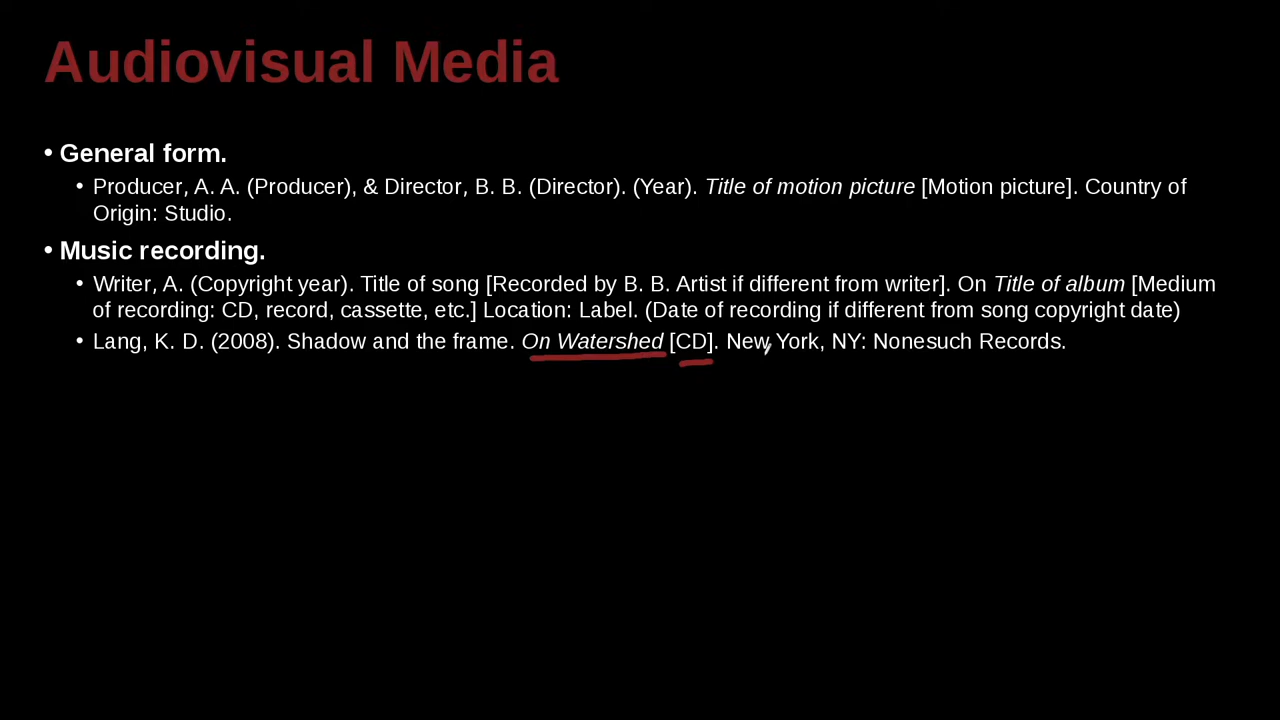 Audiovisual Media
• General form.
• Producer, A. A. (Producer), & Director, B. B. (Director). (Year). Title of motion picture [Motion picture]. Country of
Origin: Studio.
• Music recording.
• Writer, A. (Copyright year). Title of song [Recorded by B. B. Artist if different from writer]. On Title of album [Medium
of recording: CD, record, cassette, etc.] Location: Label. (Date of recording if different from song copyright date)
• Lang, K. D. (2008). Shadow and the frame. On Watershed [CD]. New York, NY: Nonesuch Records.